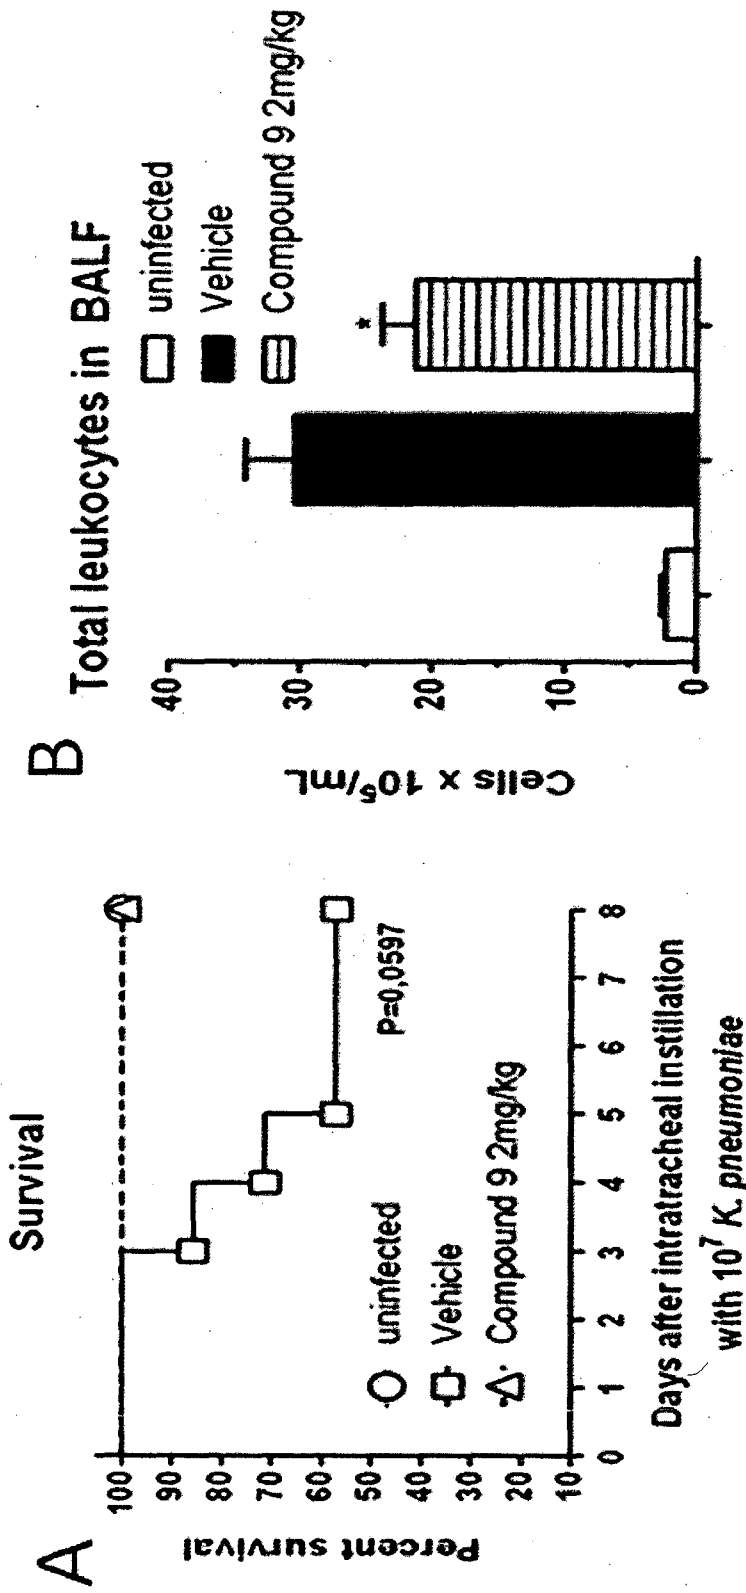 A
Survival
Percent survival
100
90
80
70
60
50
40
30
20
10
uninfected
Vehicle
Compound 9 2mg/kg
P=0,0597
0 1 2 3 4 5 6 7 8
Days after intratracheal instillation
with 10⁷ K. pneumoniae
B
Total leukocytes in BALF
uninfected
Vehicle
Compound 9 2mg/kg
Cells x 10⁵/mL
40
30
20
10
0
*